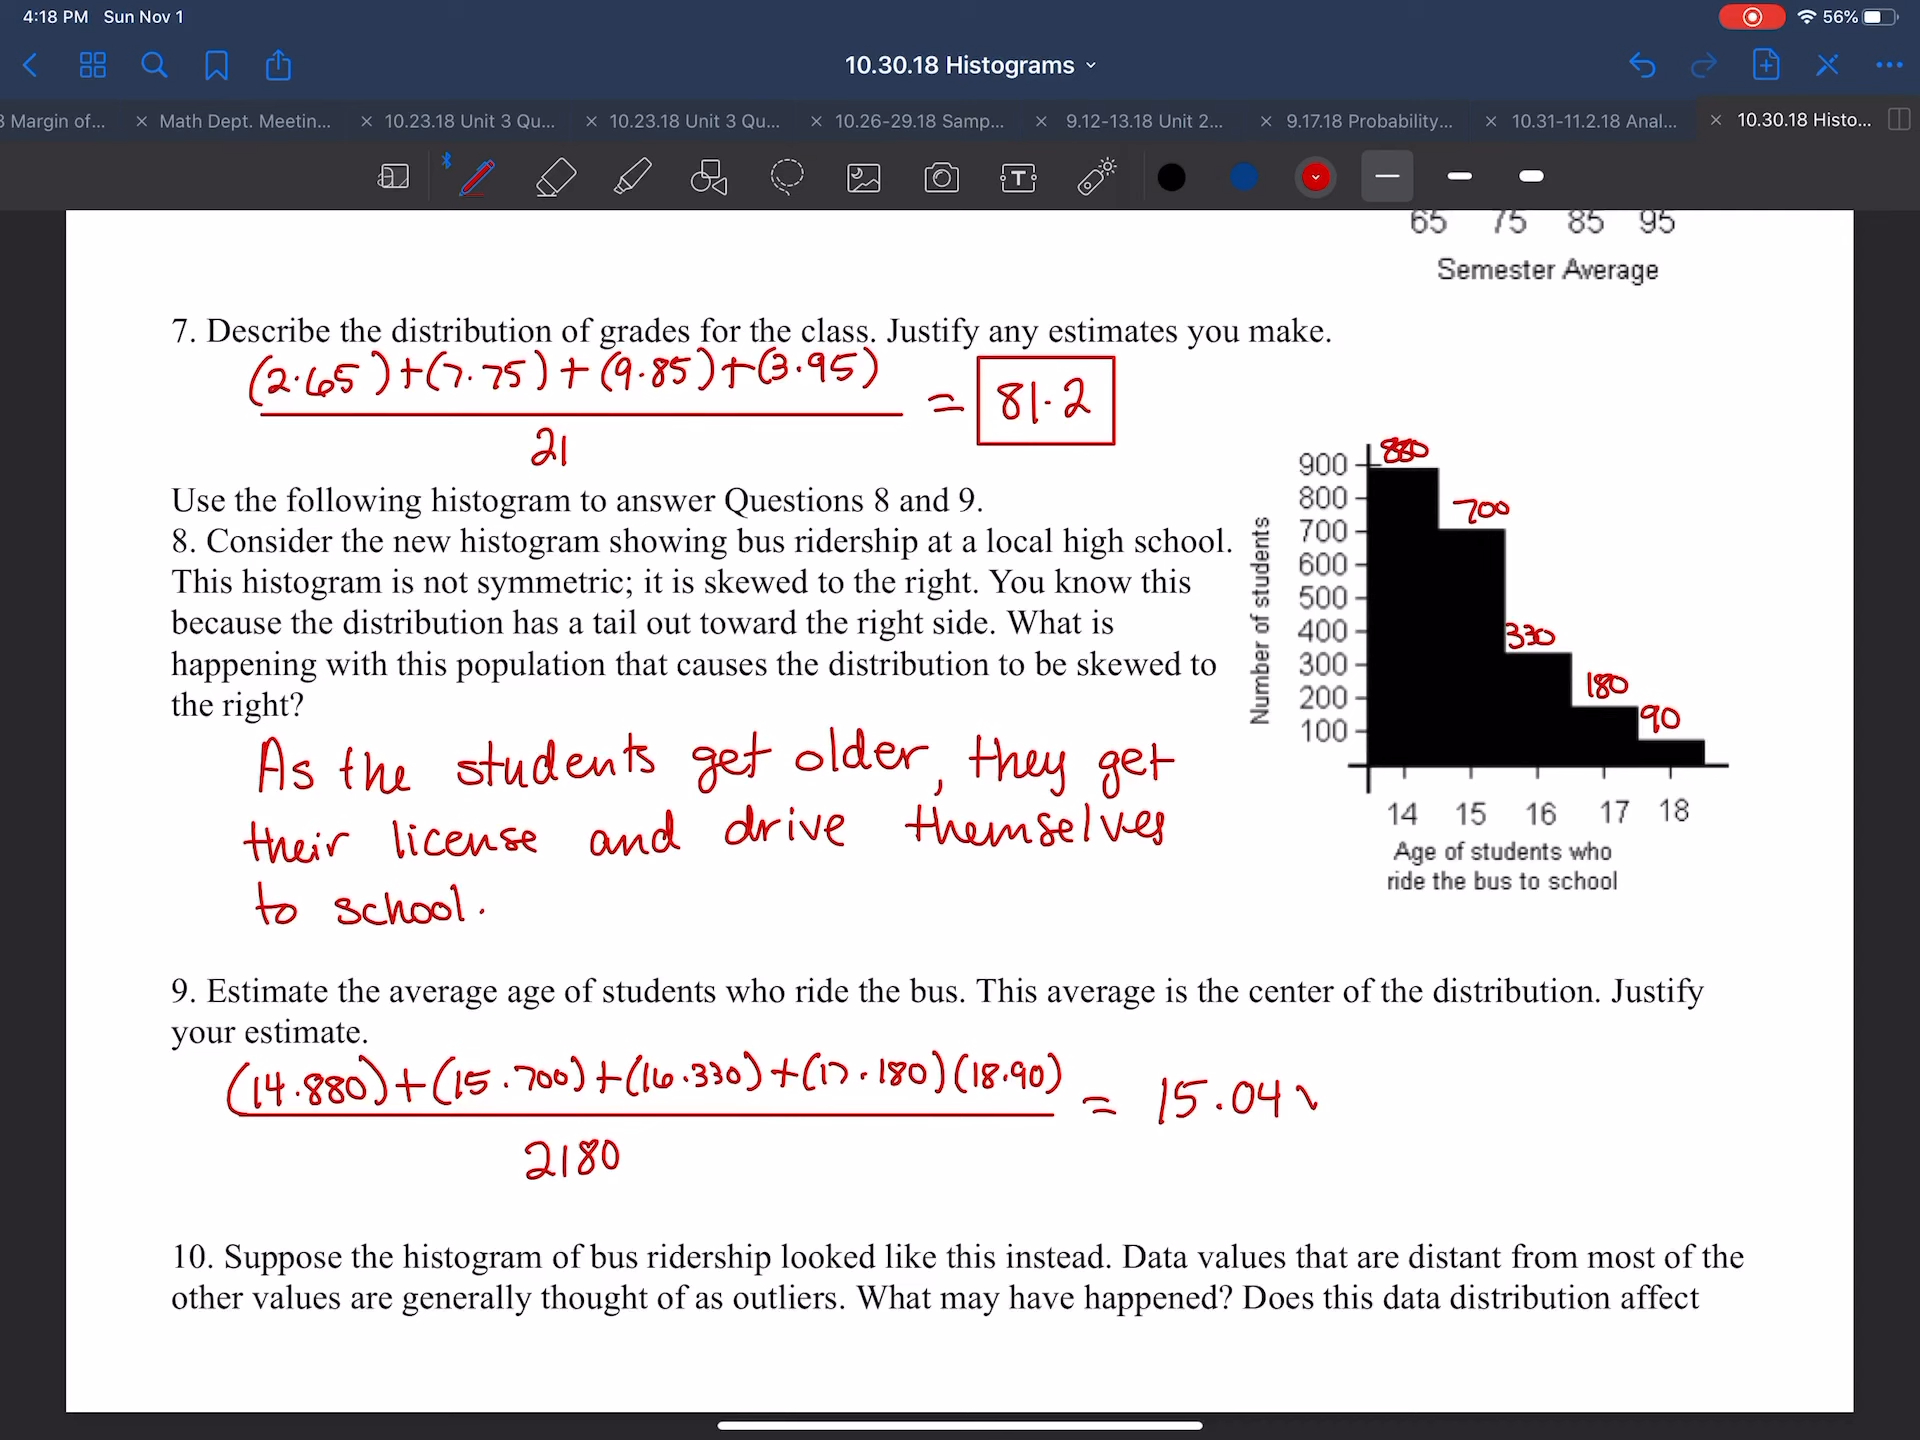 4:18 PM Sun Nov 1
56%
10.30.18 Histograms
3 Margin of...
Math Dept. Meetin...
10.23.18 Unit 3 Qu...
10.23.18 Unit 3 Qu...
10.26-29.18 Samp...
9.12-13.18 Unit 2...
9.17.18 Probability...
10.31-11.2.18 Anal...
10.30.18 Histo...
65 75 85 95
Semester Average
7. Describe the distribution of grades for the class. Justify any estimates you make.
(2·65)+(7·75)+(9·85)+(3·95)
21
= 81.2
Use the following histogram to answer Questions 8 and 9.
8. Consider the new histogram showing bus ridership at a local high school.
This histogram is not symmetric; it is skewed to the right. You know this
because the distribution has a tail out toward the right side. What is
happening with this population that causes the distribution to be skewed to
the right?
As the students get older, they get
their license and drive themselves
to school.
Number of students
900
800
700
600
500
400
300
200
100
880
700
330
180
90
14 15 16 17 18
Age of students who
ride the bus to school
9. Estimate the average age of students who ride the bus. This average is the center of the distribution. Justify
your estimate.
(14·880)+(15·700)+(16·330)+(17·180)(18·90)
2180
= 15.04
10. Suppose the histogram of bus ridership looked like this instead. Data values that are distant from most of the
other values are generally thought of as outliers. What may have happened? Does this data distribution affect